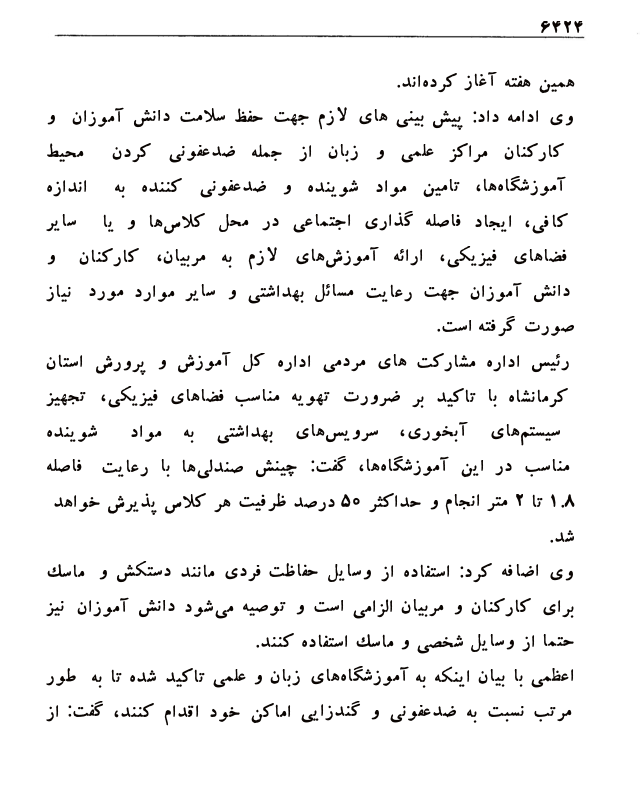 ۶۴۲۴
همین هفته آغاز کرده‌اند.
وی ادامه داد: پیش بینی های لازم جهت حفظ سلامت دانش آموزان و
کارکنان مراکز علمی و زبان از جمله ضدعفونی کردن محیط
آموزشگاه‌ها، تامین مواد شوینده و ضدعفونی کننده به اندازه
کافی، ایجاد فاصله گذاری اجتماعی در محل کلاس‌ها و یا سایر
فضاهای فیزیکی، ارائه آموزش‌های لازم به مربیان، کارکنان و
دانش آموزان جهت رعایت مسائل بهداشتی و سایر موارد مورد نیاز
صورت گرفته است.
رئیس اداره مشارکت های مردمی اداره کل آموزش و پرورش استان
کرمانشاه با تاکید بر ضرورت تهویه مناسب فضاهای فیزیکی، تجهیز
سیستم‌های آبخوری، سرویس‌های بهداشتی به مواد شوینده
مناسب در این آموزشگاه‌ها، گفت: چینش صندلی‌ها با رعایت فاصله
۱.۸ تا ۲ متر انجام و حداکثر ۵۰ درصد ظرفیت هر کلاس پذیرش خواهد
شد.
وی اضافه کرد: استفاده از وسایل حفاظت فردی مانند دستکش و ماسك
برای کارکنان و مربیان الزامی است و توصیه می‌شود دانش آموزان نیز
حتما از وسایل شخصی و ماسك استفاده کنند.
اعظمی با بیان اینکه به آموزشگاه‌های زبان و علمی تاکید شده تا به طور
مرتب نسبت به ضدعفونی و گندزایی اماکن خود اقدام کنند، گفت: از